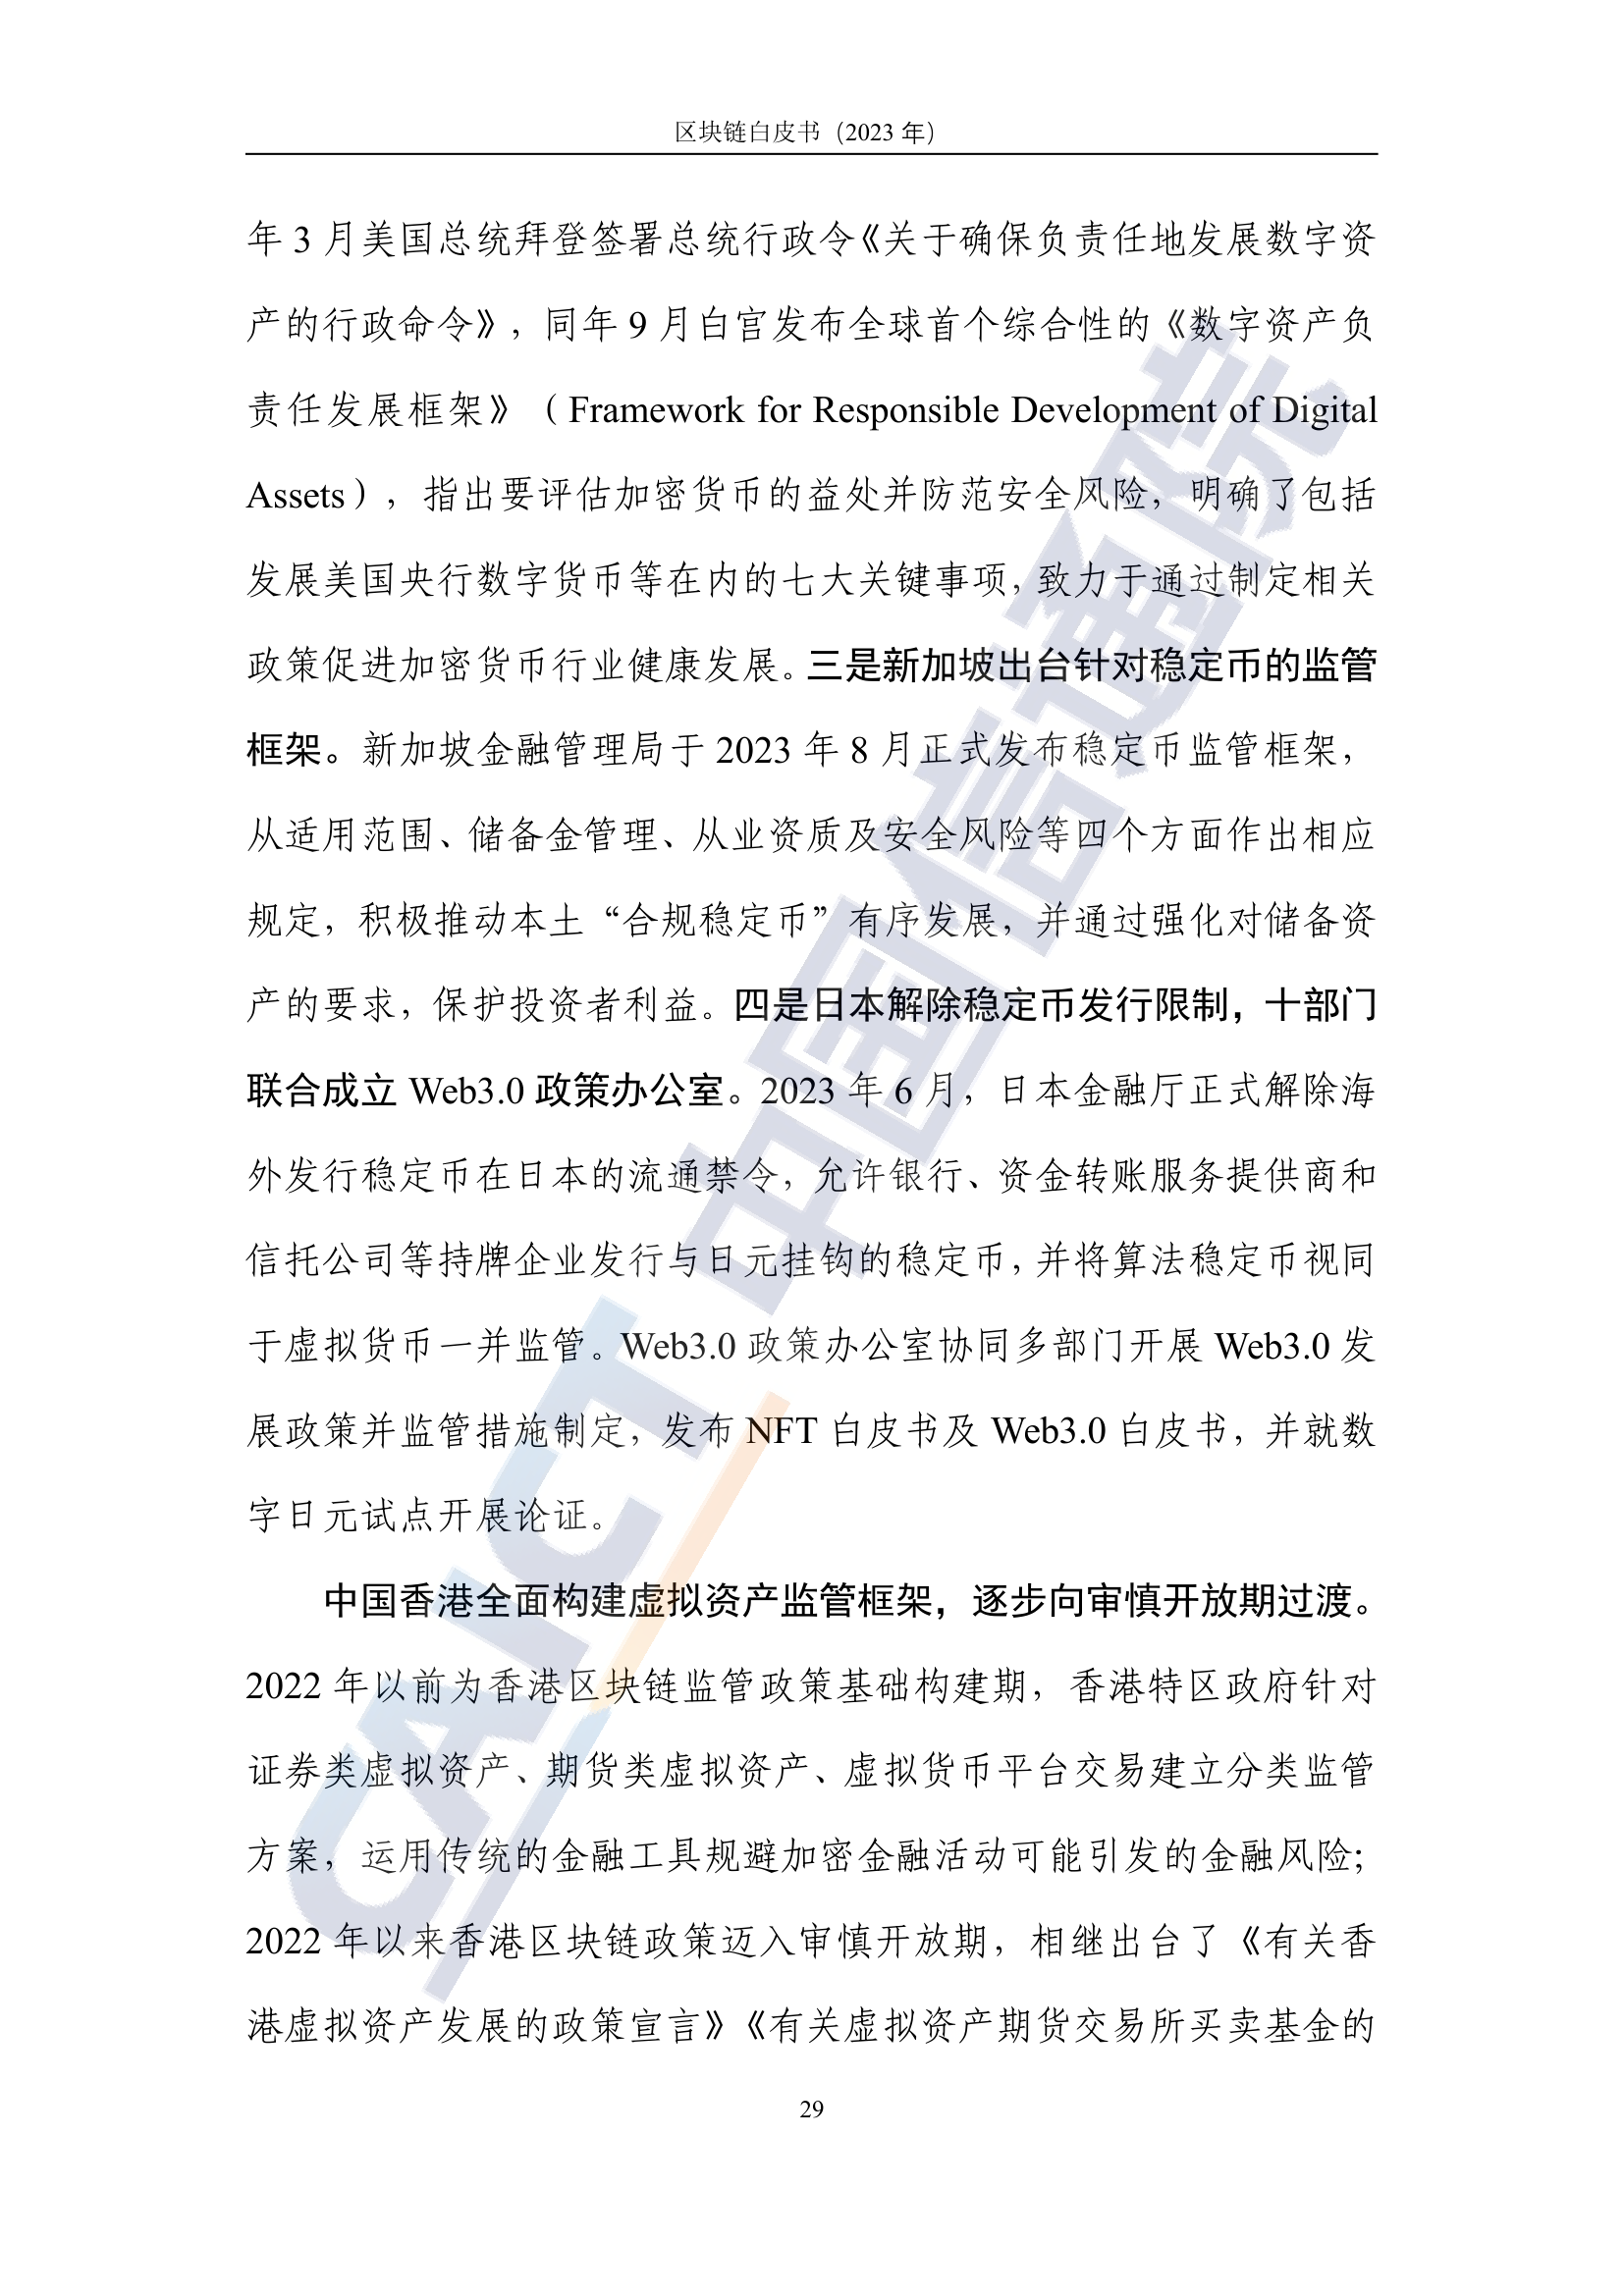 区块链白皮书（2023 年）
年 3 月美国总统拜登签署总统行政令《关于确保负责任地发展数字资
产的行政命令》，同年 9 月白宫发布全球首个综合性的《数字资产负
责任发展框架》（Framework for Responsible Development of Digital
Assets），指出要评估加密货币的益处并防范安全风险，明确了包括
发展美国央行数字货币等在内的七大关键事项，致力于通过制定相关
政策促进加密货币行业健康发展。三是新加坡出台针对稳定币的监管
框架。新加坡金融管理局于 2023 年 8 月正式发布稳定币监管框架，
从适用范围、储备金管理、从业资质及安全风险等四个方面作出相应
规定，积极推动本土“合规稳定币”有序发展，并通过强化对储备资
产的要求，保护投资者利益。四是日本解除稳定币发行限制，十部门
联合成立 Web3.0 政策办公室。2023 年 6 月，日本金融厅正式解除海
外发行稳定币在日本的流通禁令，允许银行、资金转账服务提供商和
信托公司等持牌企业发行与日元挂钩的稳定币，并将算法稳定币视同
于虚拟货币一并监管。Web3.0 政策办公室协同多部门开展 Web3.0 发
展政策并监管措施制定，发布 NFT 白皮书及 Web3.0 白皮书，并就数
字日元试点开展论证。
中国香港全面构建虚拟资产监管框架，逐步向审慎开放期过渡。
2022 年以前为香港区块链监管政策基础构建期，香港特区政府针对
证券类虚拟资产、期货类虚拟资产、虚拟货币平台交易建立分类监管
方案，运用传统的金融工具规避加密金融活动可能引发的金融风险；
2022 年以来香港区块链政策迈入审慎开放期，相继出台了《有关香
港虚拟资产发展的政策宣言》《有关虚拟资产期货交易所买卖基金的
29
CAICT 中国信通院